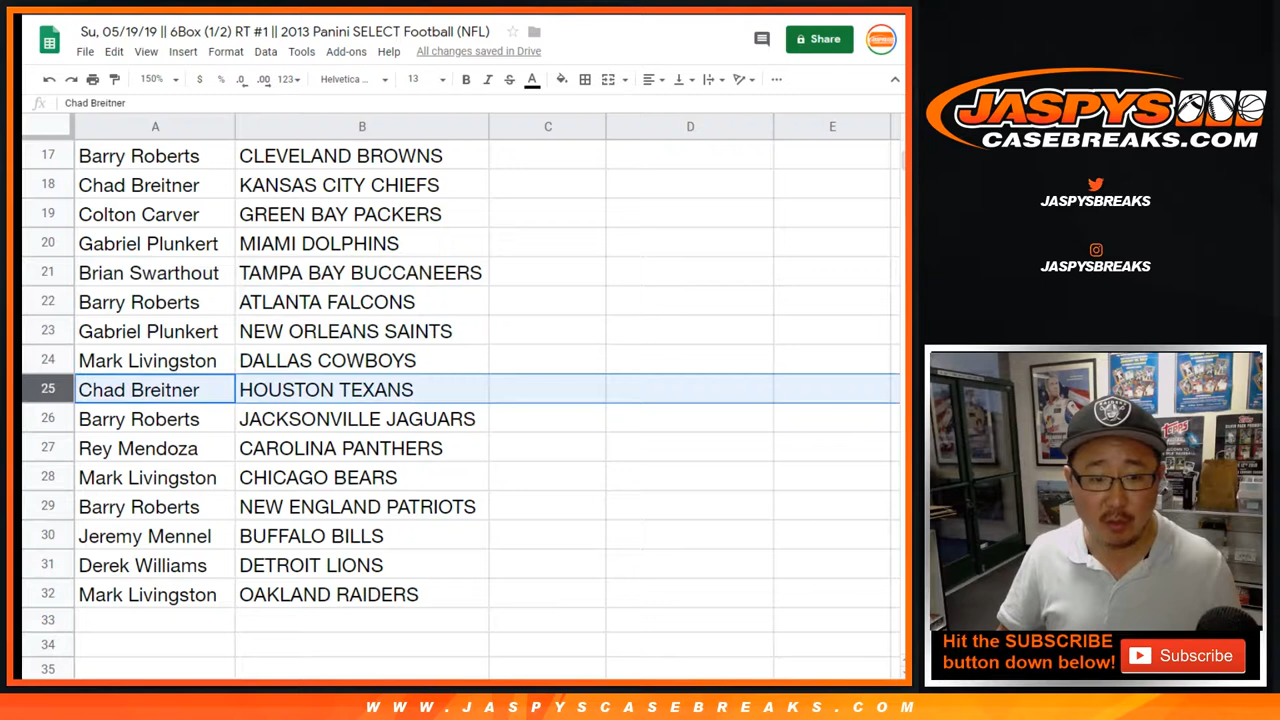 Su, 05/19/19 || 6Box (1/2) RT #1 || 2013 Panini SELECT Football (NFL)
File Edit View Insert Format Data Tools Add-ons Help All changes saved in Drive
Share
150% $ % .0 .00 123 Helvetica ... 13 B I S A
fx Chad Breitner
A B C D E
17 Barry Roberts CLEVELAND BROWNS
18 Chad Breitner KANSAS CITY CHIEFS
19 Colton Carver GREEN BAY PACKERS
20 Gabriel Plunkert MIAMI DOLPHINS
21 Brian Swarthout TAMPA BAY BUCCANEERS
22 Barry Roberts ATLANTA FALCONS
23 Gabriel Plunkert NEW ORLEANS SAINTS
24 Mark Livingston DALLAS COWBOYS
25 Chad Breitner HOUSTON TEXANS
26 Barry Roberts JACKSONVILLE JAGUARS
27 Rey Mendoza CAROLINA PANTHERS
28 Mark Livingston CHICAGO BEARS
29 Barry Roberts NEW ENGLAND PATRIOTS
30 Jeremy Mennel BUFFALO BILLS
31 Derek Williams DETROIT LIONS
32 Mark Livingston OAKLAND RAIDERS
33
34
35
JASPYS
CASEBREAKS.COM
JASPYSBREAKS
JASPYSBREAKS
RAIDERS
Topps
Hit the SUBSCRIBE
button down below!
Subscribe
WWW.JASPYSCASEBREAKS.COM